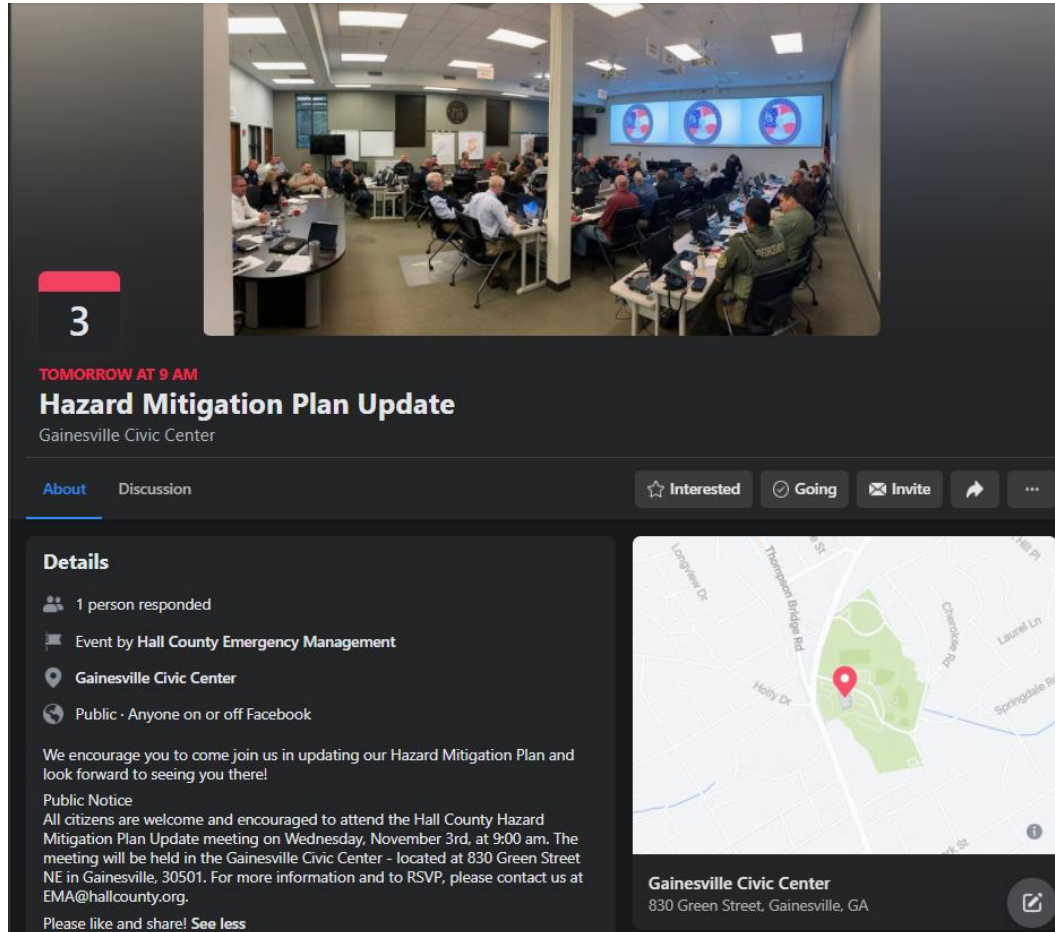 3
TOMORROW AT 9 AM
Hazard Mitigation Plan Update
Gainesville Civic Center
About
Discussion
Interested
Going
Invite
Details
1 person responded
Event by Hall County Emergency Management
Gainesville Civic Center
Public · Anyone on or off Facebook
We encourage you to come join us in updating our Hazard Mitigation Plan and
look forward to seeing you there!
Public Notice
All citizens are welcome and encouraged to attend the Hall County Hazard
Mitigation Plan Update meeting on Wednesday, November 3rd, at 9:00 am. The
meeting will be held in the Gainesville Civic Center - located at 830 Green Street
NE in Gainesville, 30501. For more information and to RSVP, please contact us at
EMA@hallcounty.org.
Please like and share! See less
Longview Dr
Thompson Bridge Rd
Holly Dr
Cherokee Rd
Laurel Ln
Gainesville Civic Center
830 Green Street, Gainesville, GA